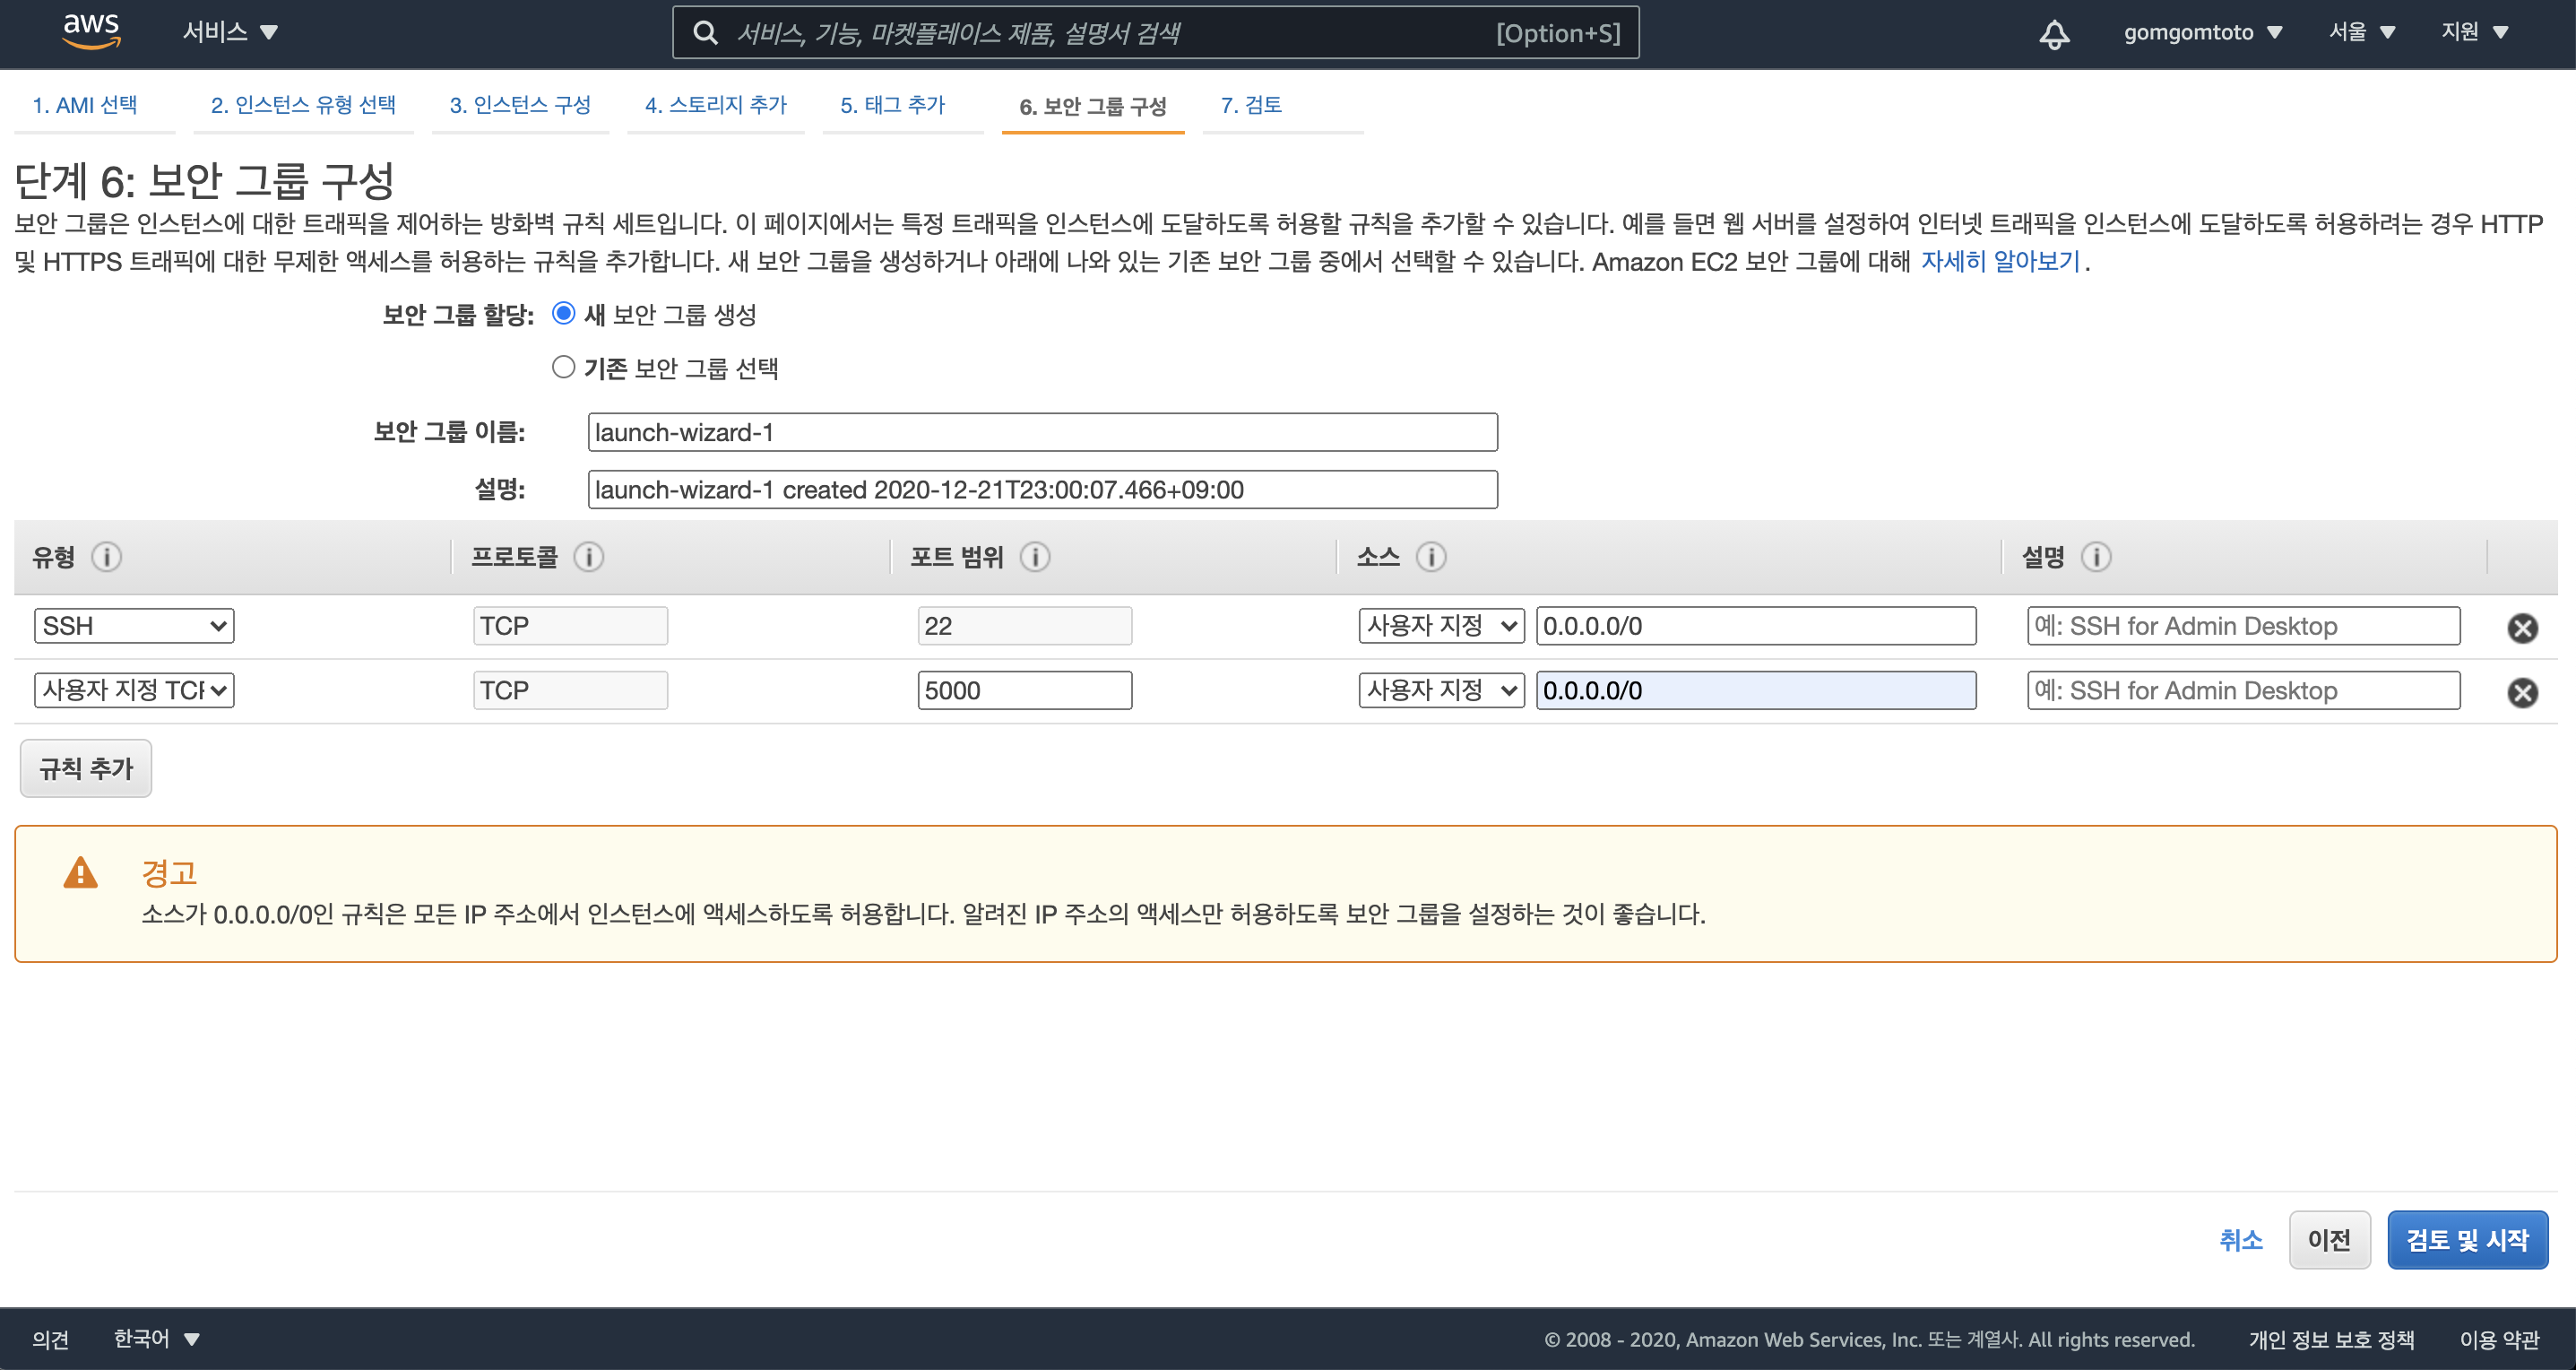 aws
서비스
서비스, 기능, 마켓플레이스 제품, 설명서 검색 [Option+S]
gomgomtoto
서울
지원
1. AMI 선택
2. 인스턴스 유형 선택
3. 인스턴스 구성
4. 스토리지 추가
5. 태그 추가
6. 보안 그룹 구성
7. 검토
단계 6: 보안 그룹 구성
보안 그룹은 인스턴스에 대한 트래픽을 제어하는 방화벽 규칙 세트입니다. 이 페이지에서는 특정 트래픽을 인스턴스에 도달하도록 허용할 규칙을 추가할 수 있습니다. 예를 들면 웹 서버를 설정하여 인터넷 트래픽을 인스턴스에 도달하도록 허용하려는 경우 HTTP
및 HTTPS 트래픽에 대한 무제한 액세스를 허용하는 규칙을 추가합니다. 새 보안 그룹을 생성하거나 아래에 나와 있는 기존 보안 그룹 중에서 선택할 수 있습니다. Amazon EC2 보안 그룹에 대해 자세히 알아보기.
보안 그룹 할당: 새 보안 그룹 생성
기존 보안 그룹 선택
보안 그룹 이름: launch-wizard-1
설명: launch-wizard-1 created 2020-12-21T23:00:07.466+09:00
유형 프로토콜 포트 범위 소스 설명
SSH TCP 22 사용자 지정 0.0.0.0/0 예: SSH for Admin Desktop
사용자 지정 TCP TCP 5000 사용자 지정 0.0.0.0/0 예: SSH for Admin Desktop
규칙 추가
경고
소스가 0.0.0.0/0인 규칙은 모든 IP 주소에서 인스턴스에 액세스하도록 허용합니다. 알려진 IP 주소의 액세스만 허용하도록 보안 그룹을 설정하는 것이 좋습니다.
취소 이전 검토 및 시작
의견 한국어 © 2008 - 2020, Amazon Web Services, Inc. 또는 계열사. All rights reserved. 개인 정보 보호 정책 이용 약관